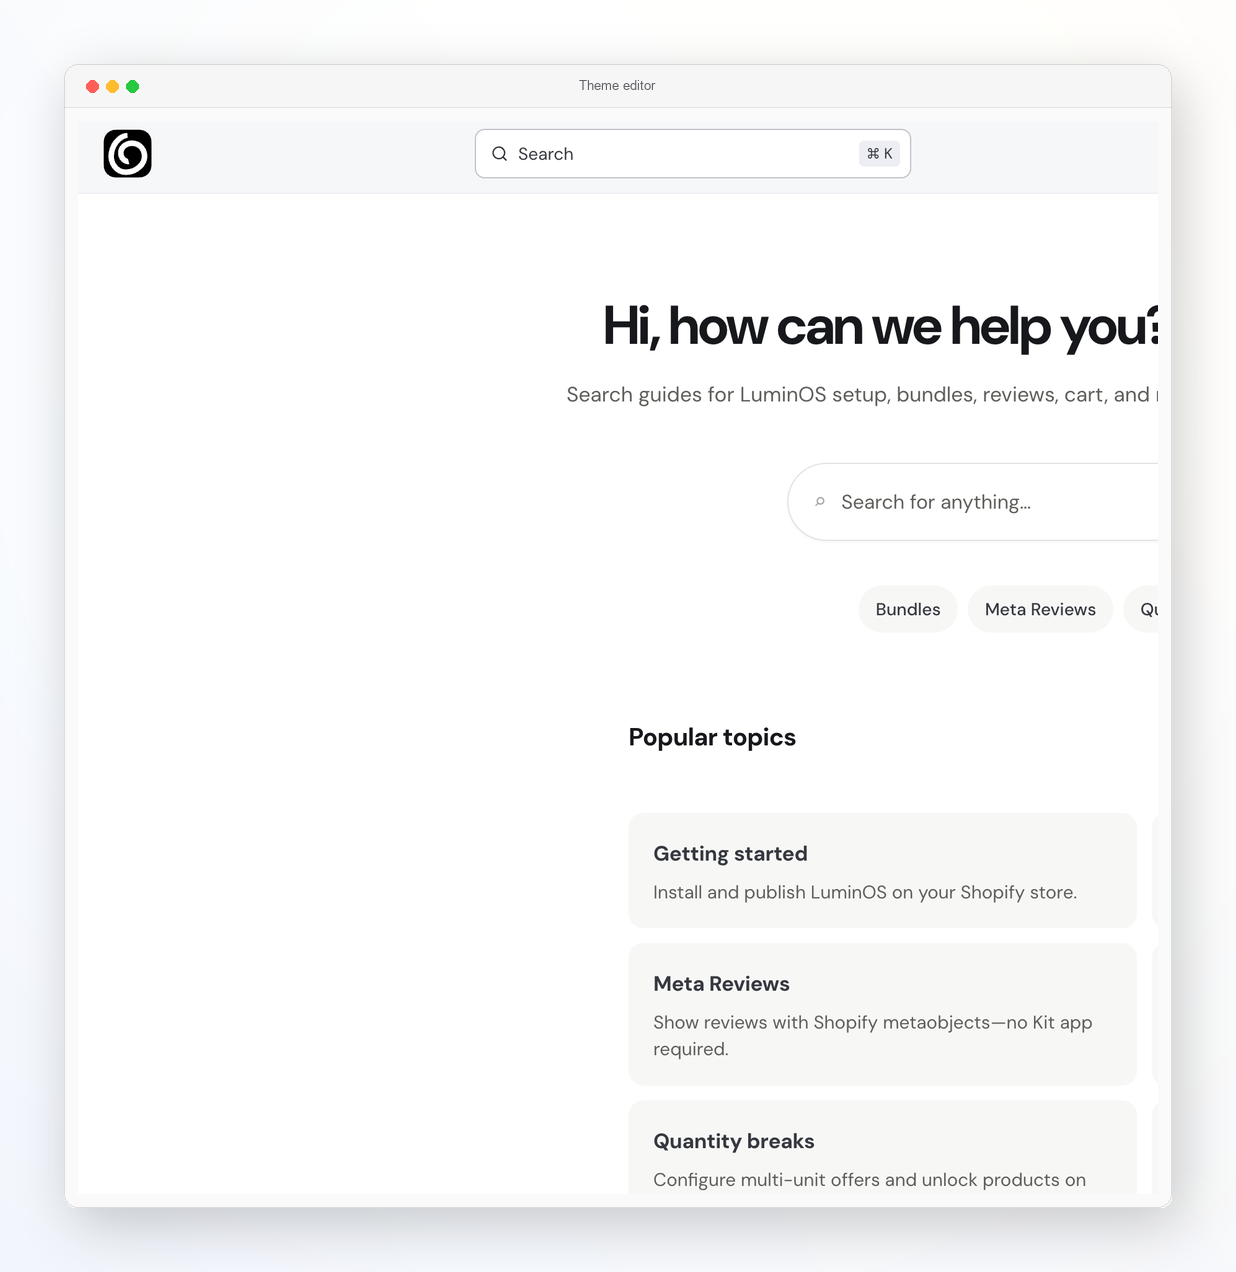 Theme editor
Search
⌘ K
Hi, how can we help you?
Search guides for LuminOS setup, bundles, reviews, cart, and
Search for anything...
Bundles
Meta Reviews
Qu
Popular topics
Getting started
Install and publish LuminOS on your Shopify store.
Meta Reviews
Show reviews with Shopify metaobjects—no Kit app
required.
Quantity breaks
Configure multi-unit offers and unlock products on